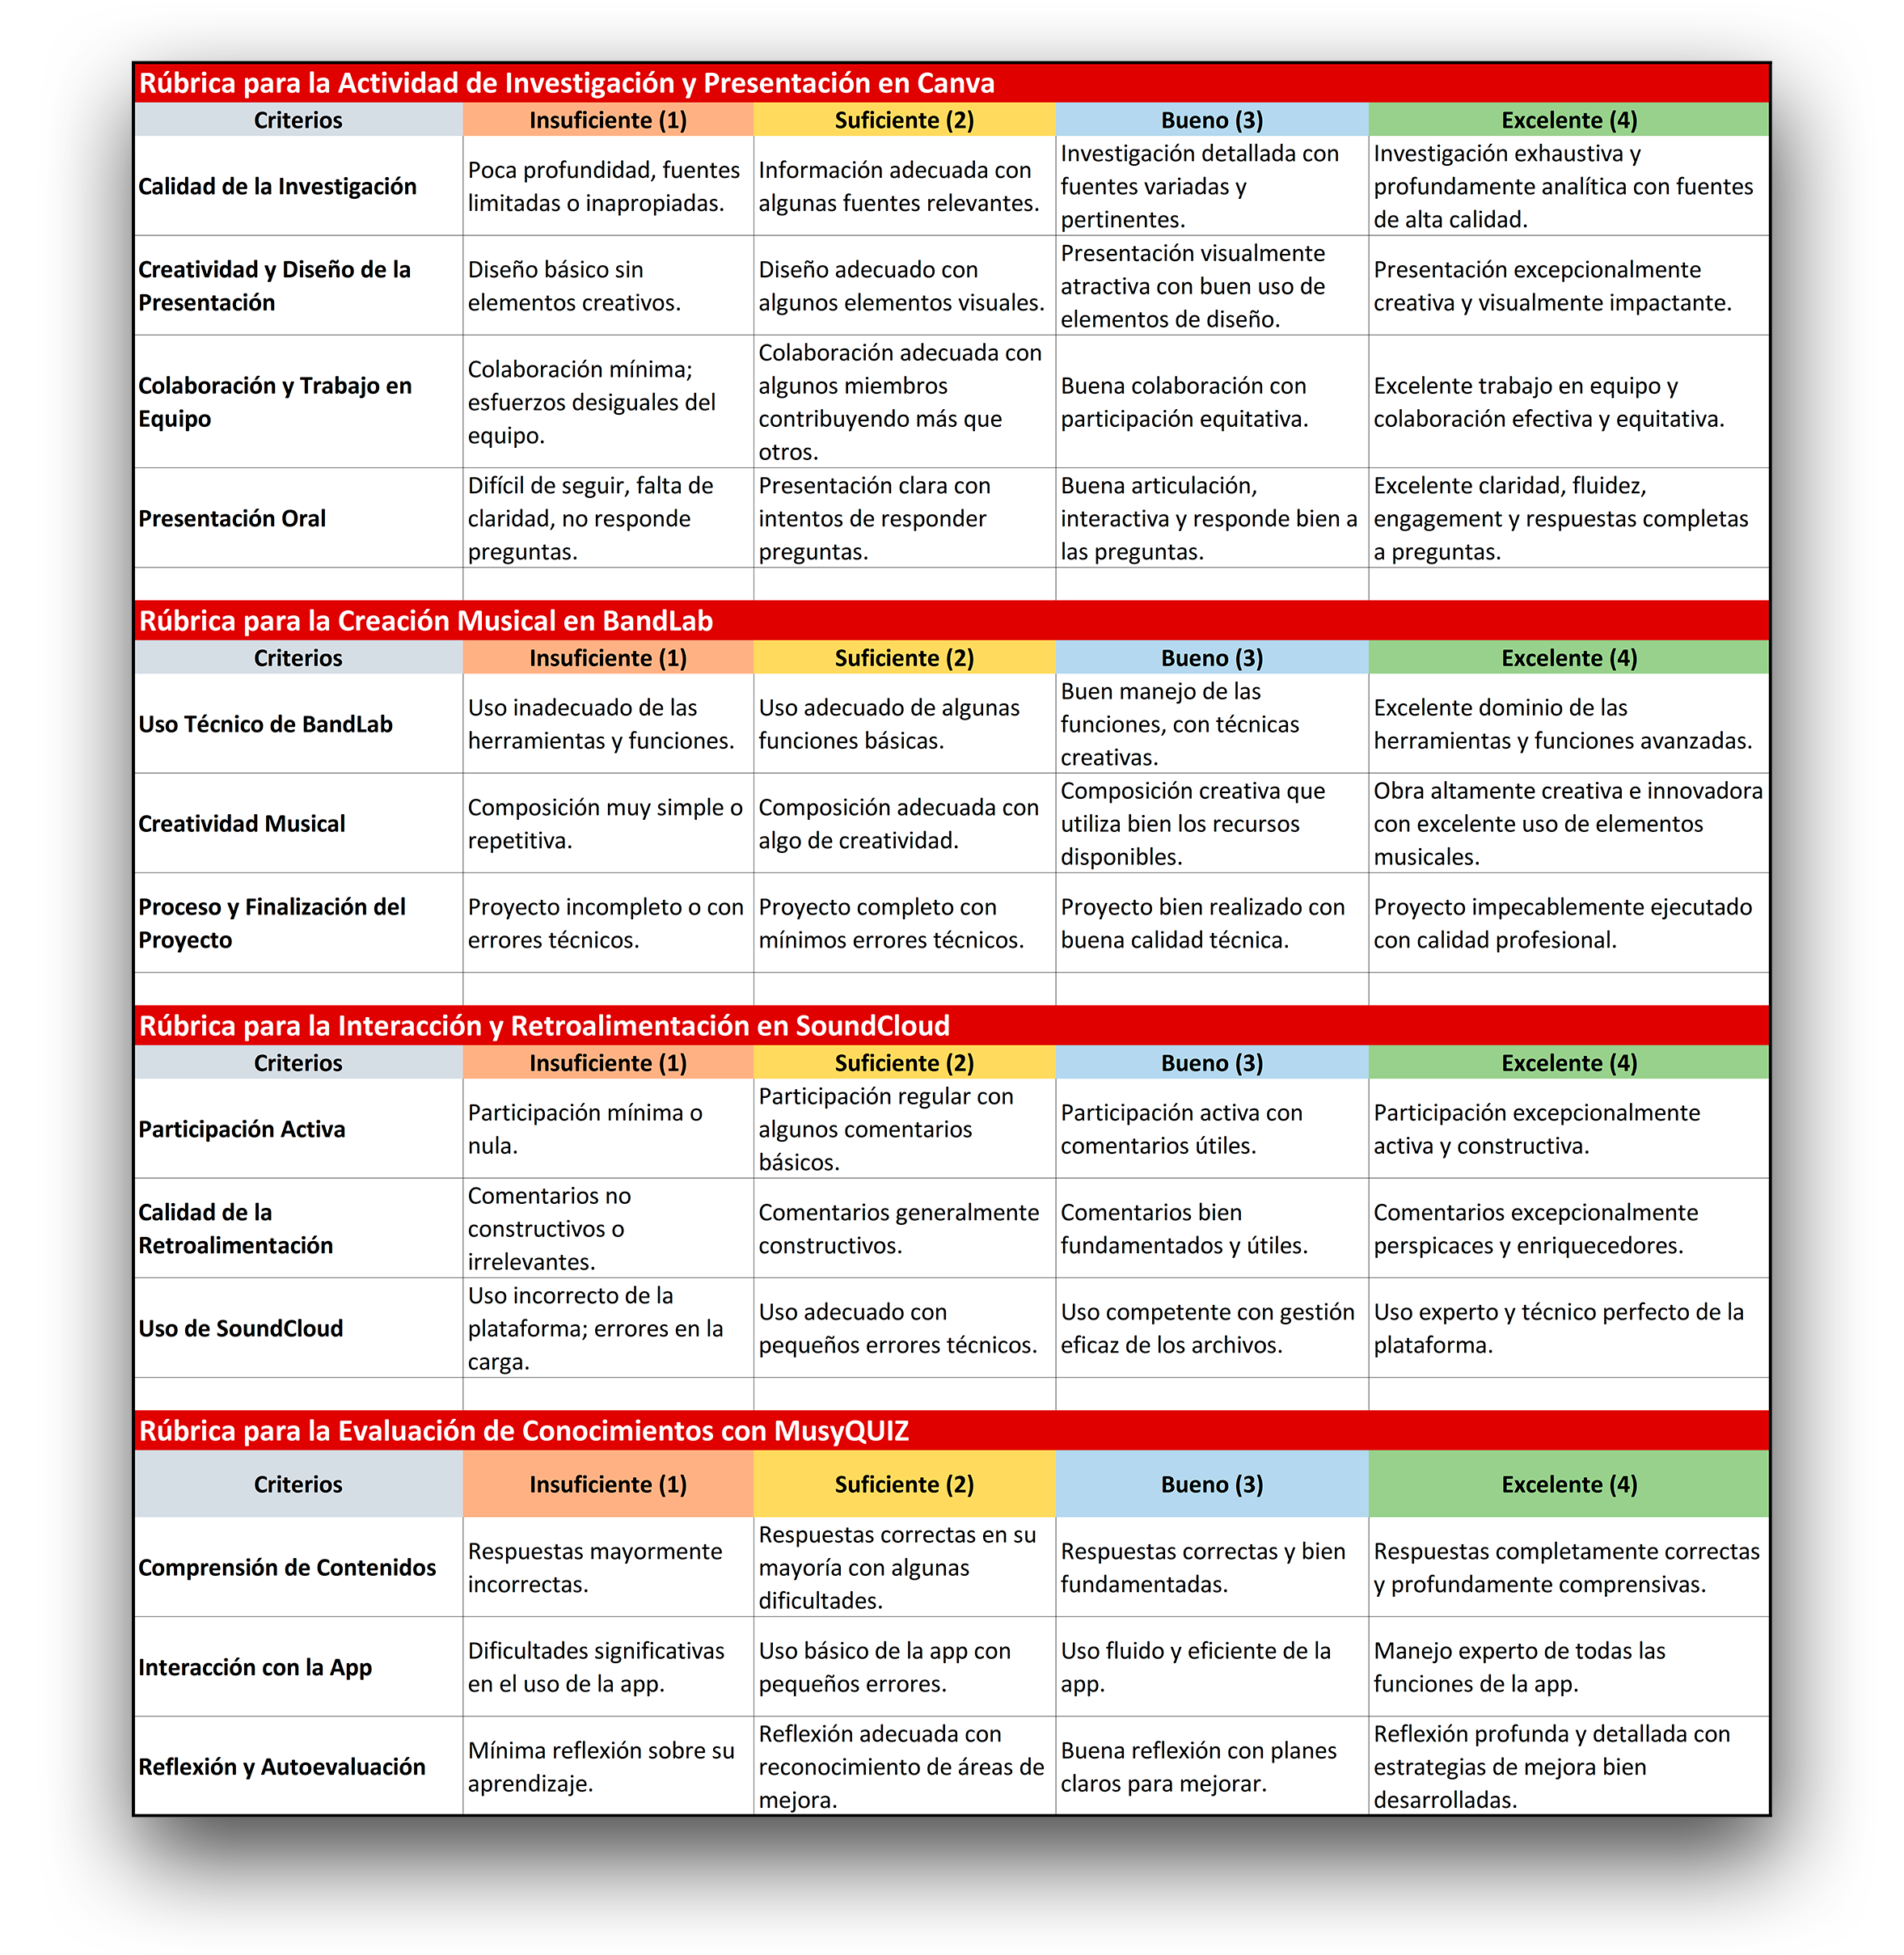 Rúbrica para la Actividad de Investigación y Presentación en Canva
Criterios Insuficiente (1) Suficiente (2) Bueno (3) Excelente (4)
Calidad de la Investigación
Poca profundidad, fuentes
limitadas o inapropiadas.
Información adecuada con
algunas fuentes relevantes.
Investigación detallada con
fuentes variadas y
pertinentes.
Investigación exhaustiva y
profundamente analítica con fuentes
de alta calidad.
Creatividad y Diseño de la
Presentación
Diseño básico sin
elementos creativos.
Diseño adecuado con
algunos elementos visuales.
Presentación visualmente
atractiva con buen uso de
elementos de diseño.
Presentación excepcionalmente
creativa y visualmente impactante.
Colaboración y Trabajo en
Equipo
Colaboración mínima;
esfuerzos desiguales del
equipo.
Colaboración adecuada con
algunos miembros
contribuyendo más que
otros.
Buena colaboración con
participación equitativa.
Excelente trabajo en equipo y
colaboración efectiva y equitativa.
Presentación Oral
Difícil de seguir, falta de
claridad, no responde
preguntas.
Presentación clara con
intentos de responder
preguntas.
Buena articulación,
interactiva y responde bien a
las preguntas.
Excelente claridad, fluidez,
engagement y respuestas completas
a preguntas.
Rúbrica para la Creación Musical en BandLab
Criterios Insuficiente (1) Suficiente (2) Bueno (3) Excelente (4)
Uso Técnico de BandLab
Uso inadecuado de las
herramientas y funciones.
Uso adecuado de algunas
funciones básicas.
Buen manejo de las
funciones, con técnicas
creativas.
Excelente dominio de las
herramientas y funciones avanzadas.
Creatividad Musical
Composición muy simple o
repetitiva.
Composición adecuada con
algo de creatividad.
Composición creativa que
utiliza bien los recursos
disponibles.
Obra altamente creativa e innovadora
con excelente uso de elementos
musicales.
Proceso y Finalización del
Proyecto
Proyecto incompleto o con
errores técnicos.
Proyecto completo con
mínimos errores técnicos.
Proyecto bien realizado con
buena calidad técnica.
Proyecto impecablemente ejecutado
con calidad profesional.
Rúbrica para la Interacción y Retroalimentación en SoundCloud
Criterios Insuficiente (1) Suficiente (2) Bueno (3) Excelente (4)
Participación Activa
Participación mínima o
nula.
Participación regular con
algunos comentarios
básicos.
Participación activa con
comentarios útiles.
Participación excepcionalmente
activa y constructiva.
Calidad de la
Retroalimentación
Comentarios no
constructivos o
irrelevantes.
Comentarios generalmente
constructivos.
Comentarios bien
fundamentados y útiles.
Comentarios excepcionalmente
perspicaces y enriquecedores.
Uso de SoundCloud
Uso incorrecto de la
plataforma; errores en la
carga.
Uso adecuado con
pequeños errores técnicos.
Uso competente con gestión
eficaz de los archivos.
Uso experto y técnico perfecto de la
plataforma.
Rúbrica para la Evaluación de Conocimientos con MusyQUIZ
Criterios Insuficiente (1) Suficiente (2) Bueno (3) Excelente (4)
Comprensión de Contenidos
Respuestas mayormente
incorrectas.
Respuestas correctas en su
mayoría con algunas
dificultades.
Respuestas correctas y bien
fundamentadas.
Respuestas completamente correctas
y profundamente comprensivas.
Interacción con la App
Dificultades significativas
en el uso de la app.
Uso básico de la app con
pequeños errores.
Uso fluido y eficiente de la
app.
Manejo experto de todas las
funciones de la app.
Reflexión y Autoevaluación
Mínima reflexión sobre su
aprendizaje.
Reflexión adecuada con
reconocimiento de áreas de
mejora.
Buena reflexión con planes
claros para mejorar.
Reflexión profunda y detallada con
estrategias de mejora bien
desarrolladas.